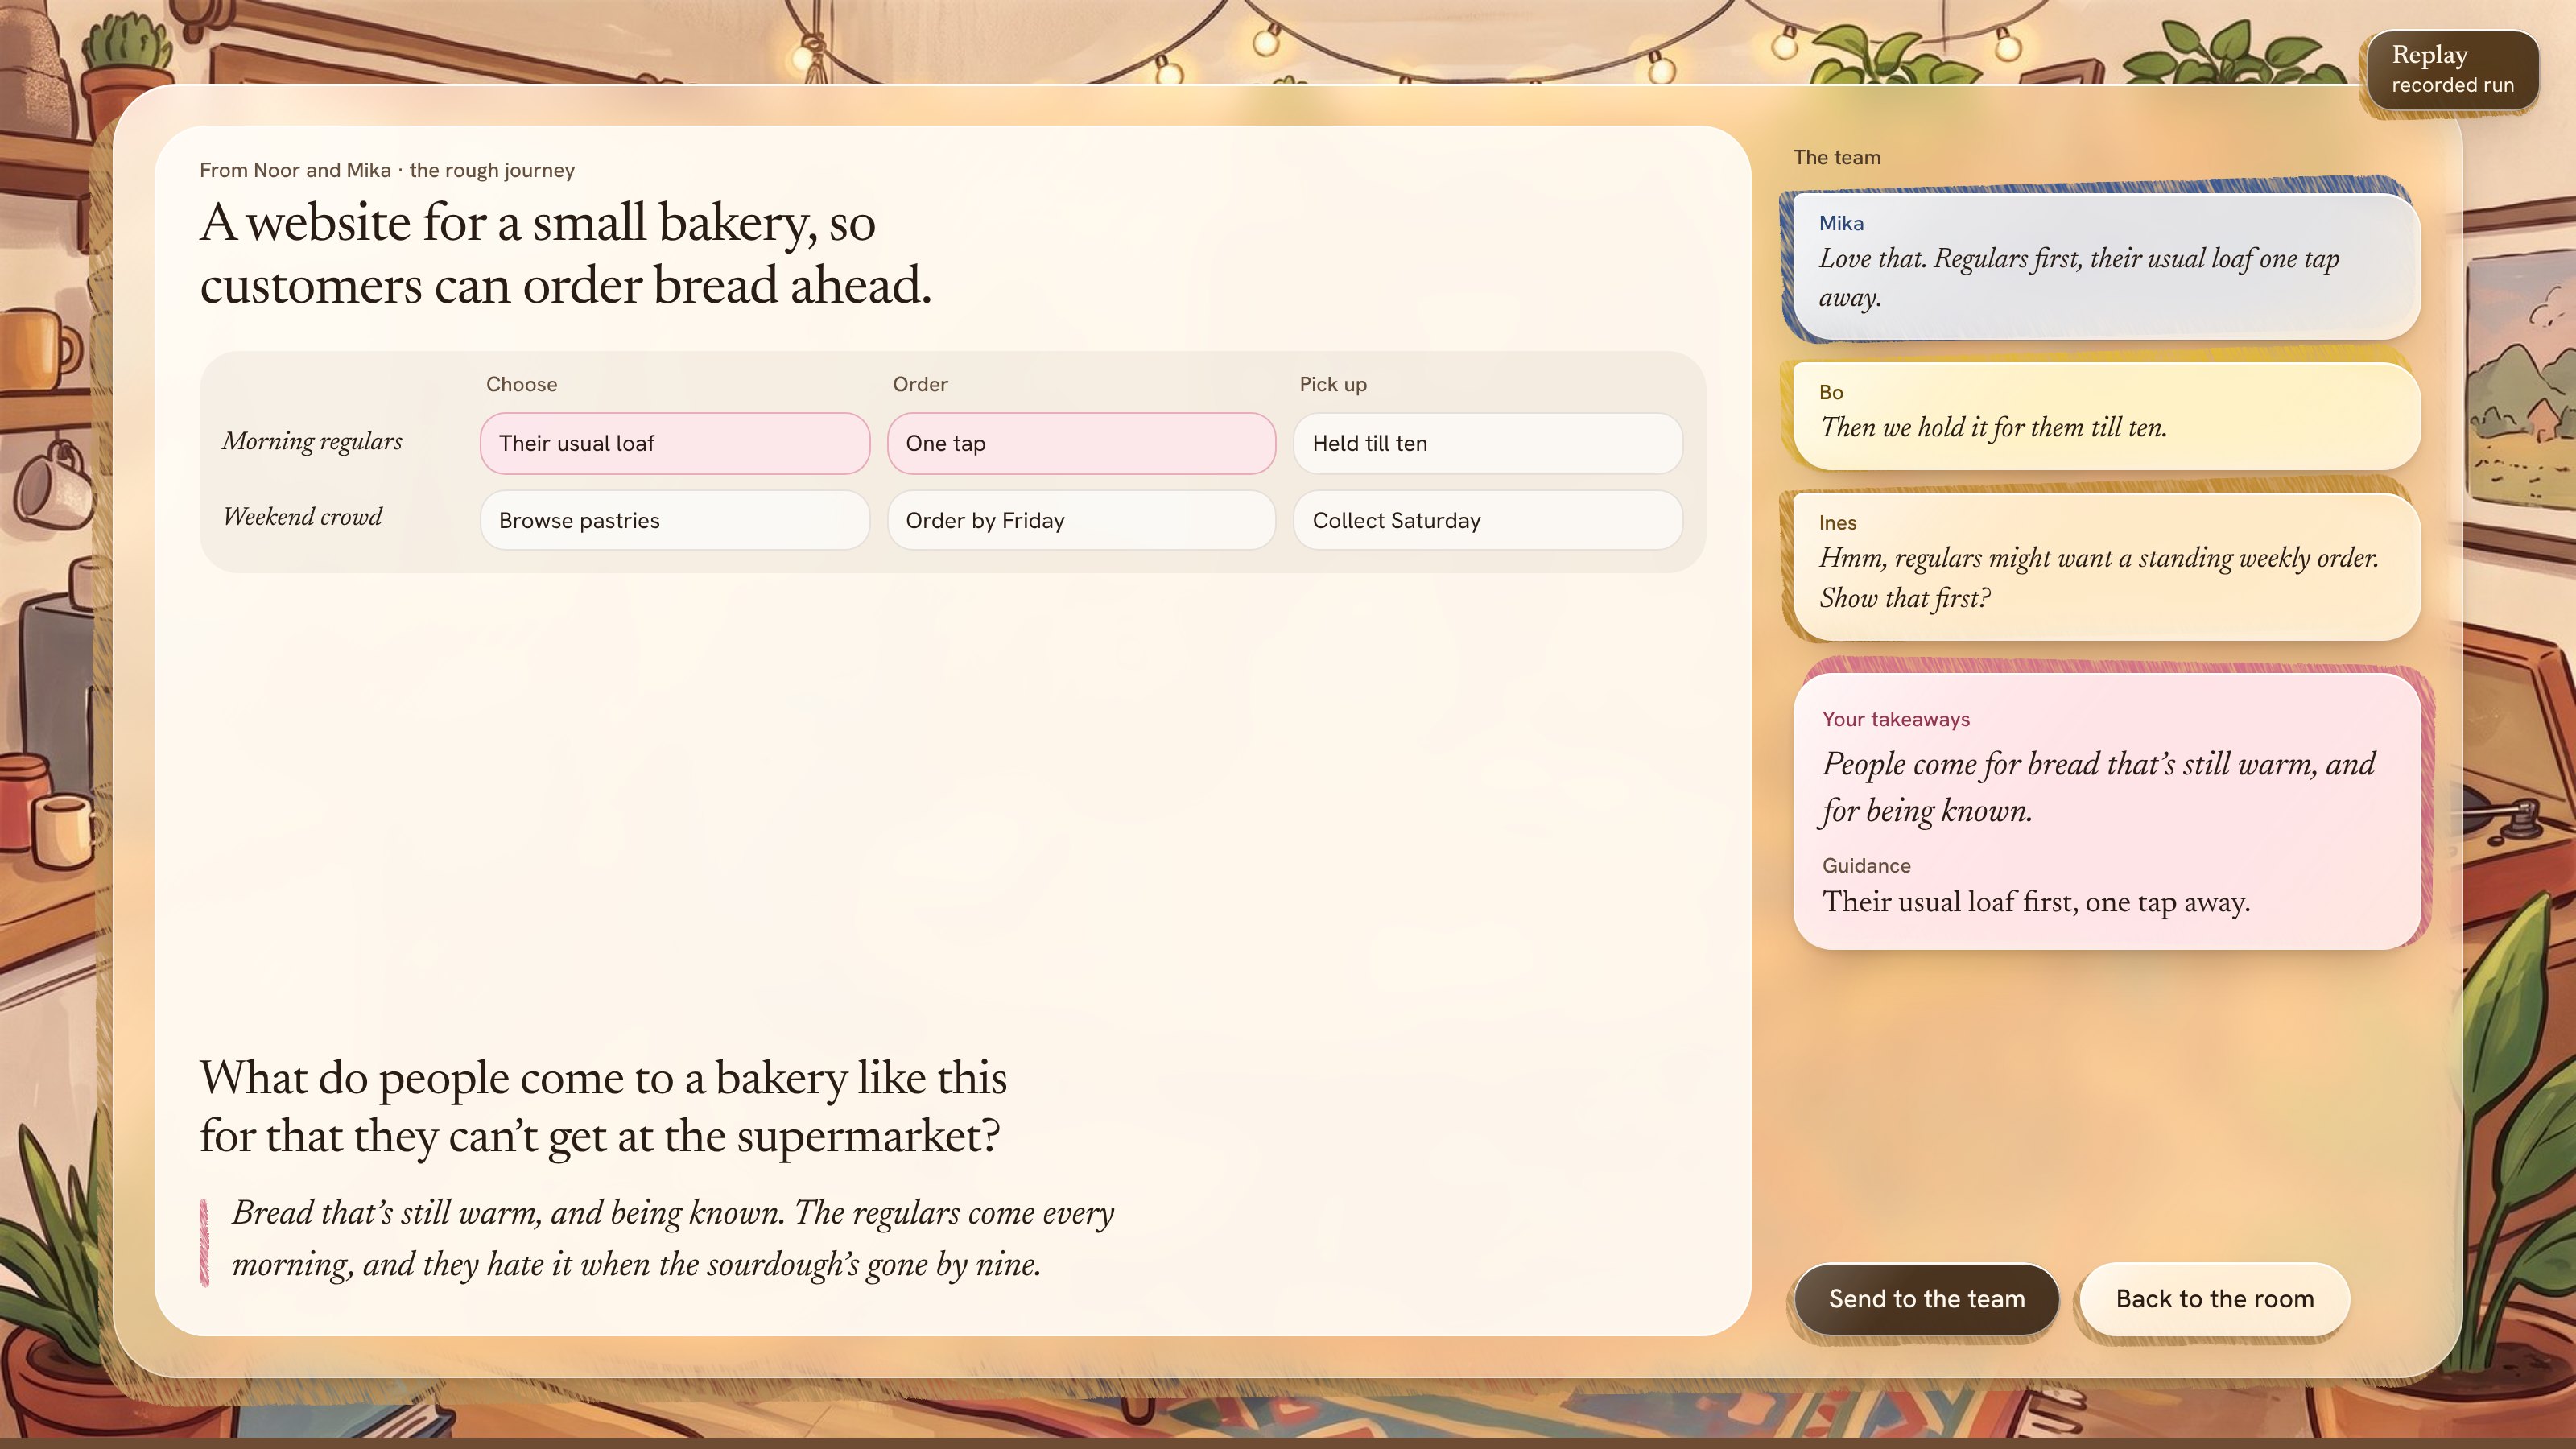 Replay
recorded run
From Noor and Mika · the rough journey
A website for a small bakery, so
customers can order bread ahead.
Choose Order Pick up
Morning regulars Their usual loaf One tap Held till ten
Weekend crowd Browse pastries Order by Friday Collect Saturday
What do people come to a bakery like this
for that they can’t get at the supermarket?
Bread that’s still warm, and being known. The regulars come every
morning, and they hate it when the sourdough’s gone by nine.
The team
Mika
Love that. Regulars first, their usual loaf one tap
away.
Bo
Then we hold it for them till ten.
Ines
Hmm, regulars might want a standing weekly order.
Show that first?
Your takeaways
People come for bread that’s still warm, and
for being known.
Guidance
Their usual loaf first, one tap away.
Send to the team
Back to the room